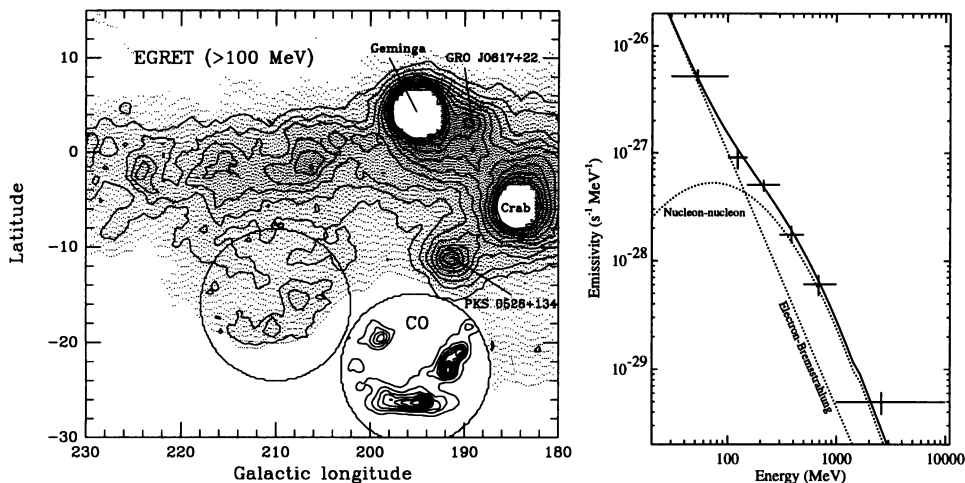 EGRET (>100 MeV)
Geminga
GRO J0617+22
Crab
PKS 0528+134
CO
10
0
-10
-20
-30
Latitude
230
220
210
200
190
180
Galactic longitude
10⁻²⁶
10⁻²⁷
10⁻²⁸
10⁻²⁹
Emissivity (s⁻¹ MeV⁻¹)
Nucleon-nucleon
Electron-Bremsstrahlung
100
1000
10000
Energy (MeV)